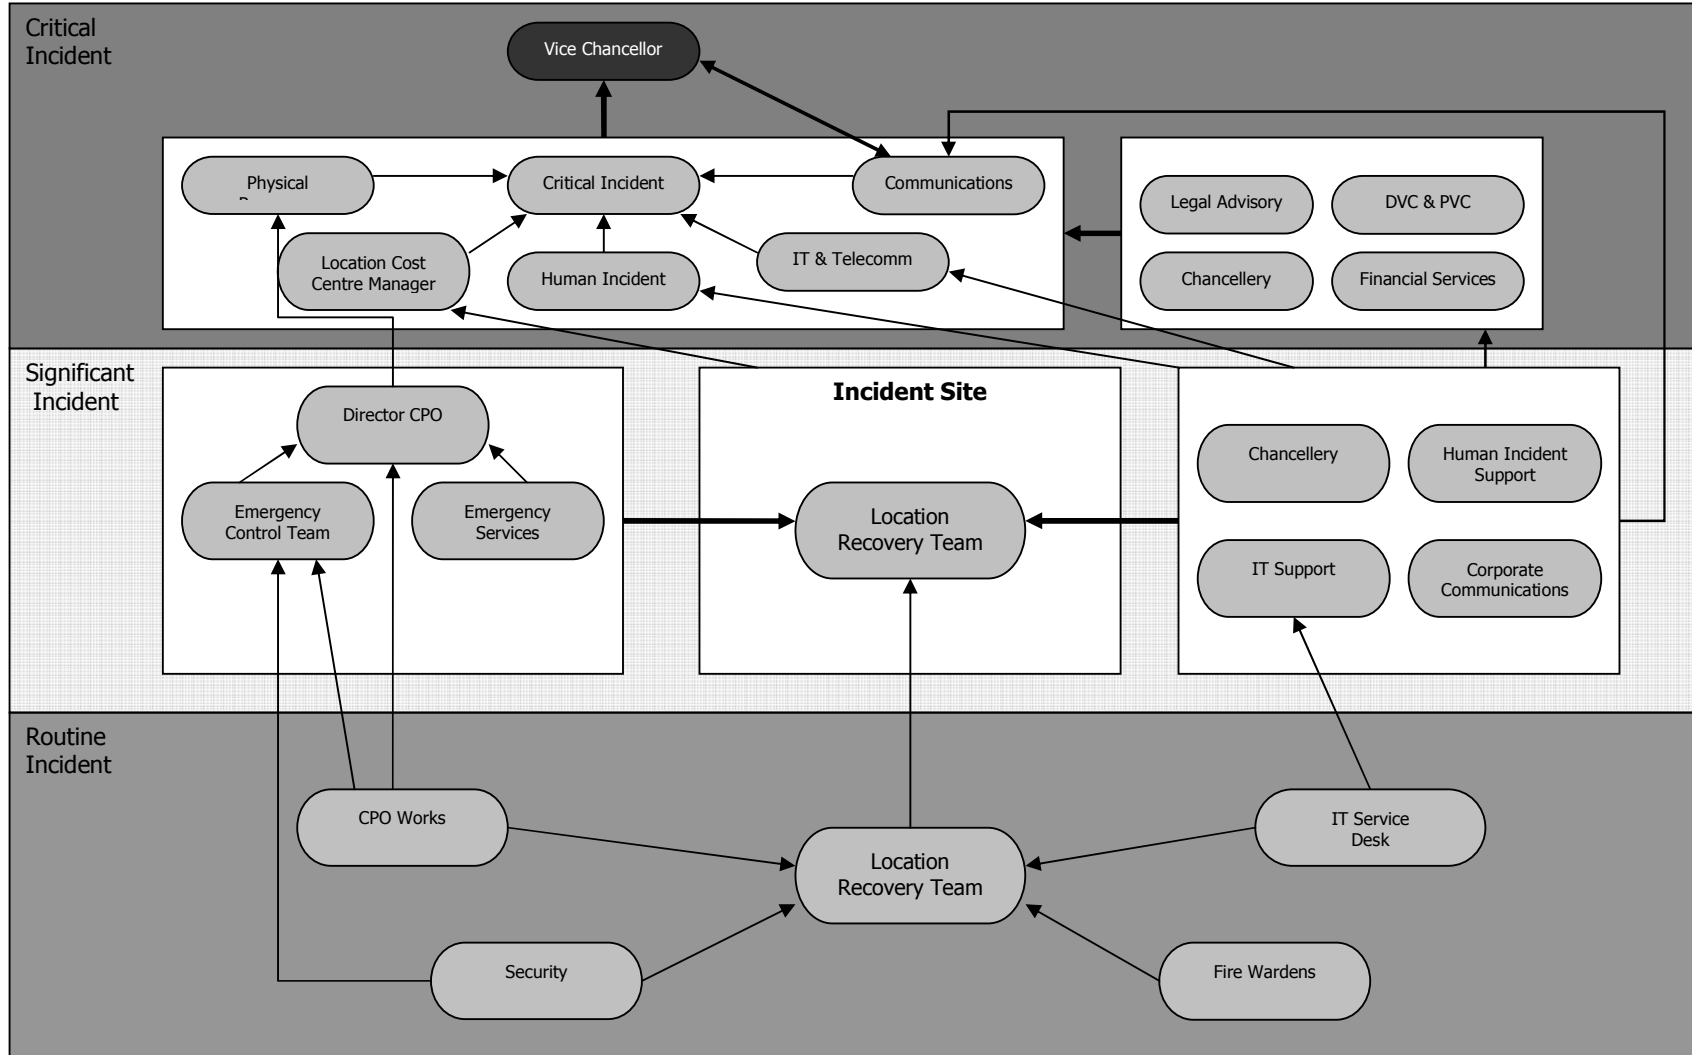 Critical
Incident
Vice Chancellor
Physical
Critical Incident
Communications
Legal Advisory
DVC & PVC
Location Cost
Centre Manager
Human Incident
IT & Telecomm
Chancellery
Financial Services
Significant
Incident
Incident Site
Director CPO
Emergency
Control Team
Emergency
Services
Location
Recovery Team
Chancellery
Human Incident
Support
IT Support
Corporate
Communications
Routine
Incident
CPO Works
Location
Recovery Team
IT Service
Desk
Security
Fire Wardens